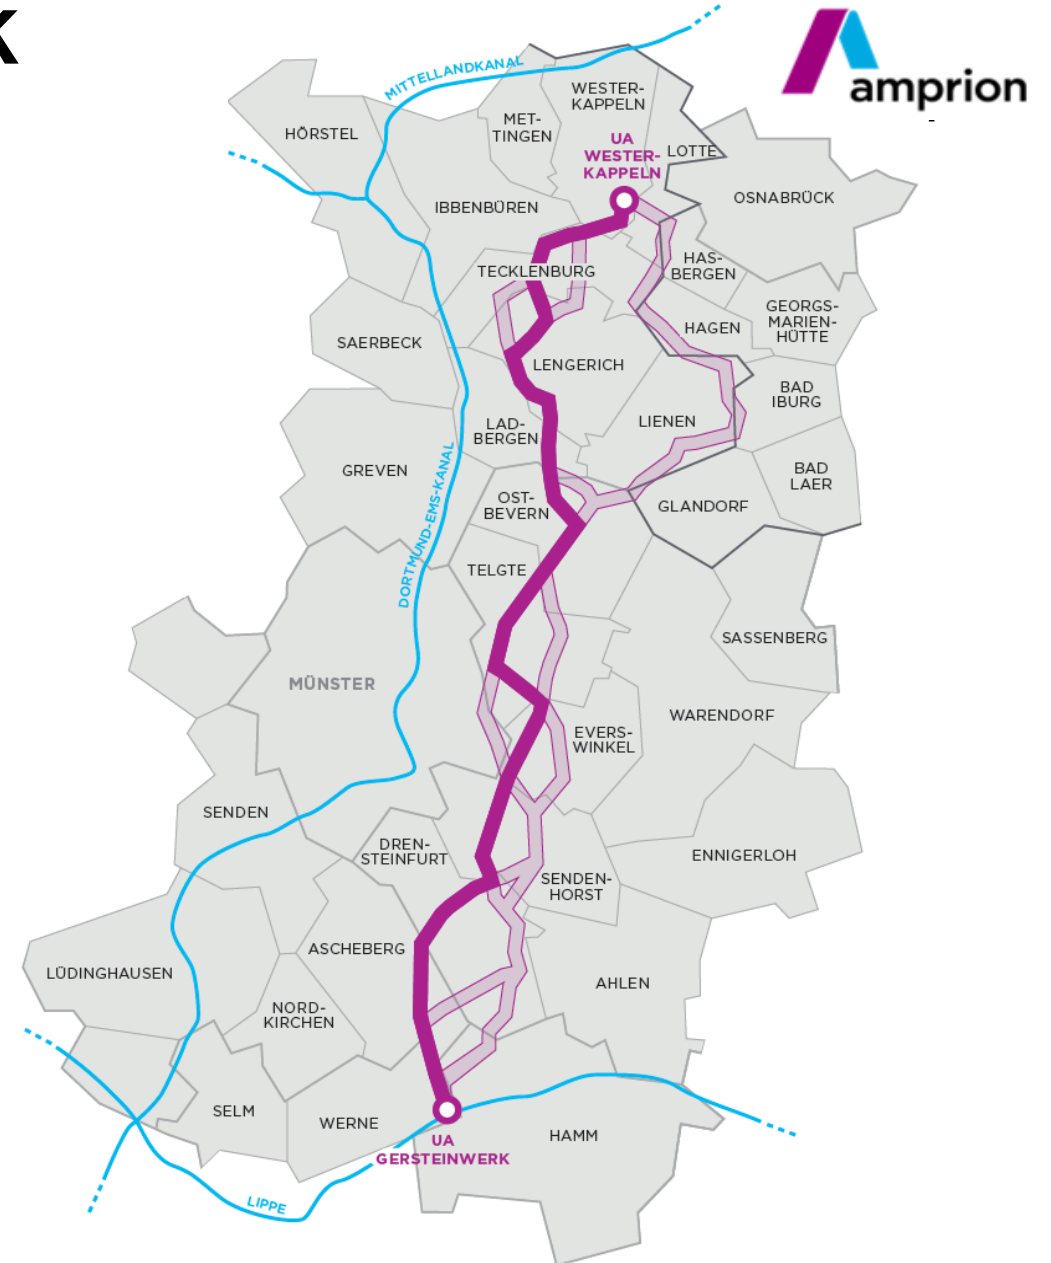 K
amprion
MITTELLANDKANAL
WESTER-
KAPPELN
MET-
TINGEN
HÖRSTEL
UA
WESTER-
KAPPELN
LOTTE
OSNABRÜCK
IBBENBÜREN
HAS-
BERGEN
TECKLENBURG
GEORGS-
MARIEN-
HÜTTE
HAGEN
SAERBECK
LENGERICH
BAD
IBURG
LIENEN
LAD-
BERGEN
GREVEN
BAD
LAER
OST-
BEVERN
GLANDORF
DORTMUND-EMS-KANAL
TELGTE
SASSENBERG
MÜNSTER
WARENDORF
EVERS-
WINKEL
SENDEN
DREN-
STEINFURT
ENNIGERLOH
SENDEN-
HORST
ASCHEBERG
LÜDINGHAUSEN
AHLEN
NORD-
KIRCHEN
SELM
WERNE
HAMM
UA
GERSTEINWERK
LIPPE